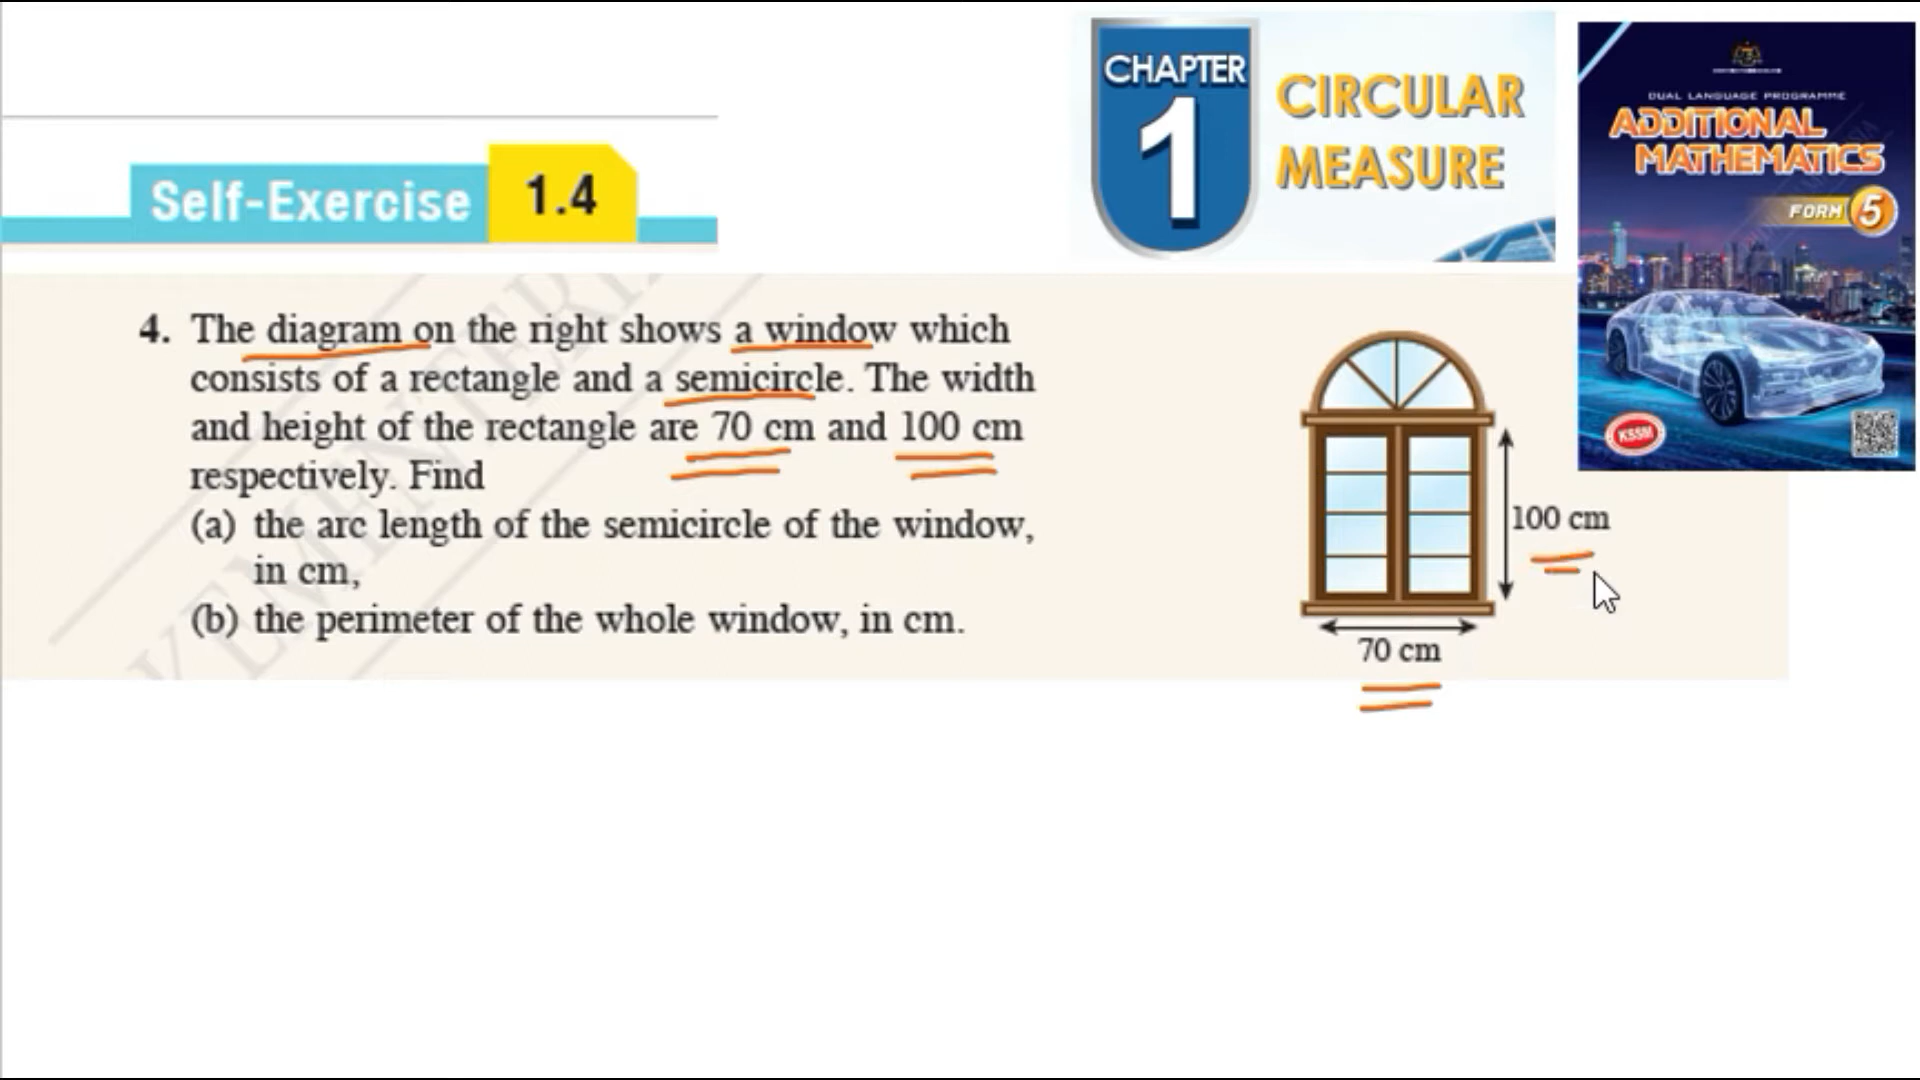 CHAPTER
1
CIRCULAR
MEASURE
DUAL LANGUAGE PROGRAMME
ADDITIONAL
MATHEMATICS
FORM 5
KSSM
Self-Exercise 1.4
4. The diagram on the right shows a window which
consists of a rectangle and a semicircle. The width
and height of the rectangle are 70 cm and 100 cm
respectively. Find
(a) the arc length of the semicircle of the window,
in cm,
(b) the perimeter of the whole window, in cm.
100 cm
70 cm